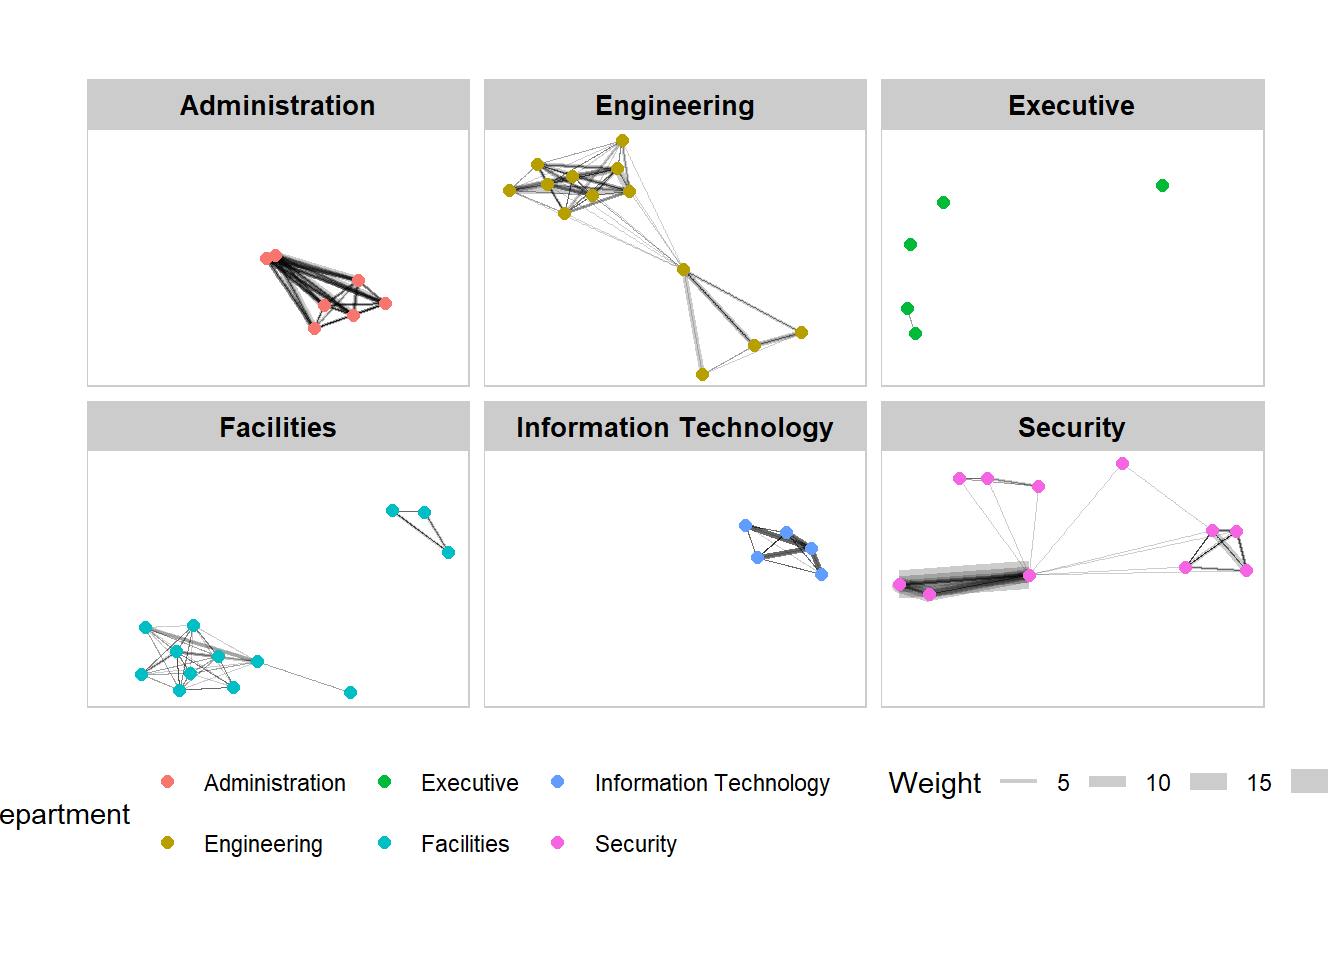 Administration
Engineering
Executive
Facilities
Information Technology
Security
epartment
Administration
Executive
Information Technology
Engineering
Facilities
Security
Weight
5
10
15